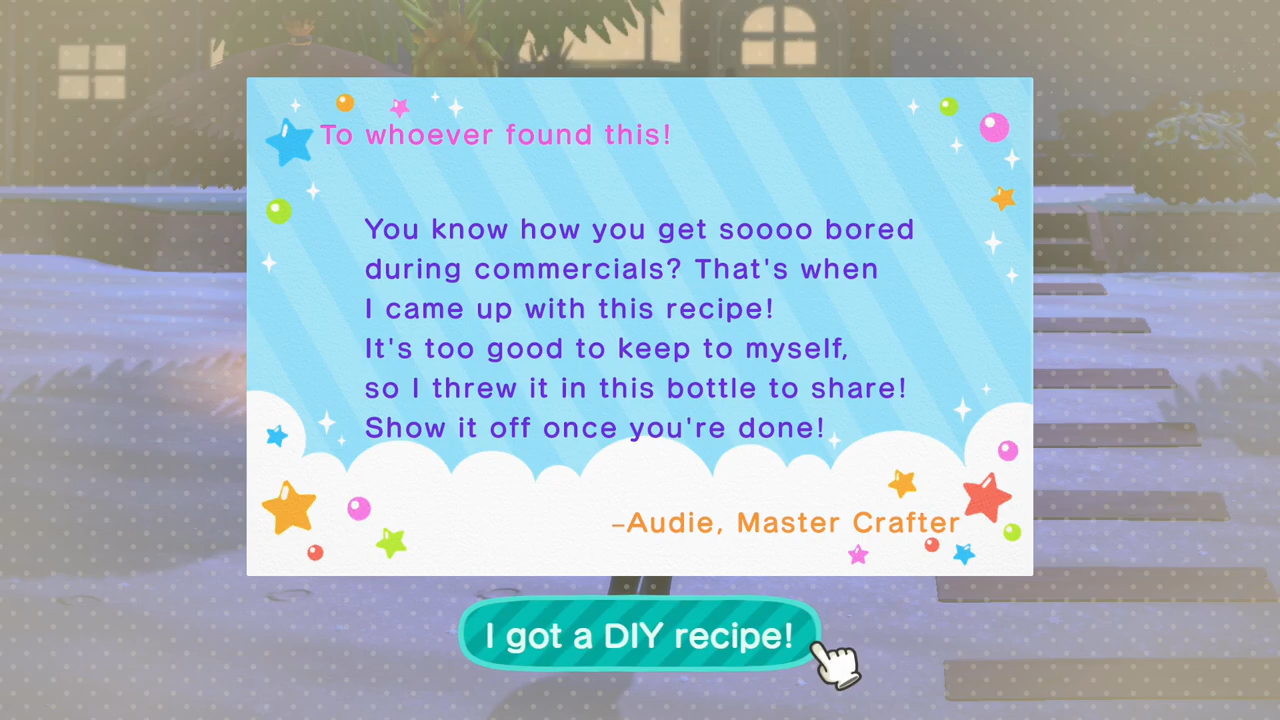 To whoever found this!
You know how you get soooo bored
during commercials? That's when
I came up with this recipe!
It's too good to keep to myself,
so I threw it in this bottle to share!
Show it off once you're done!
–Audie, Master Crafter
I got a DIY recipe!